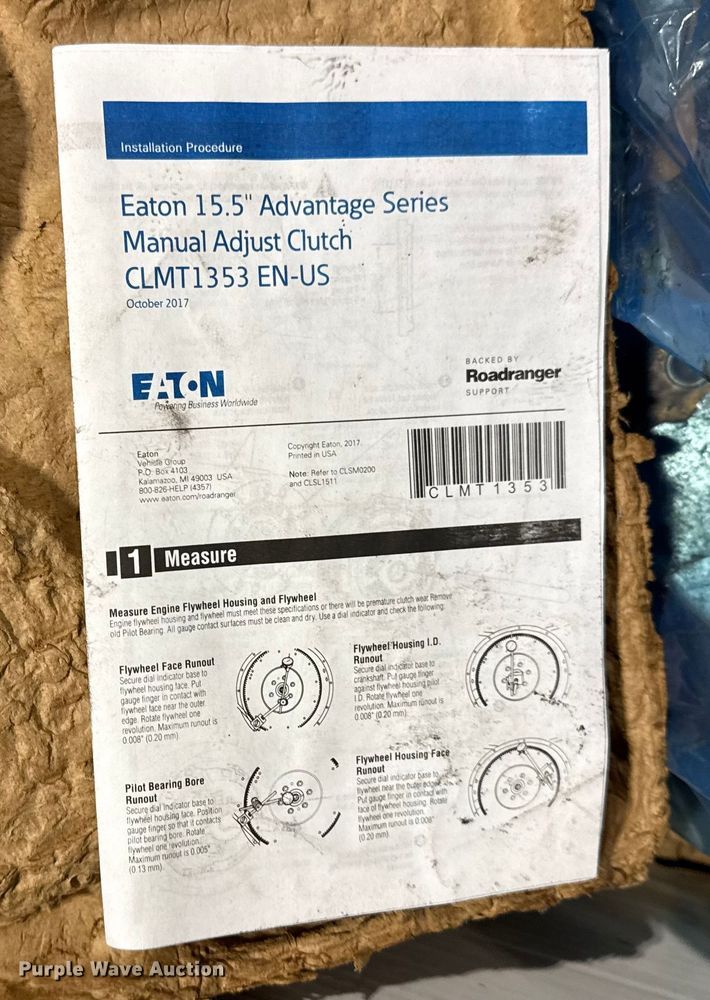 Installation Procedure
Eaton 15.5" Advantage Series
Manual Adjust Clutch
CLMT1353 EN-US
October 2017
EATON
Powering Business Worldwide
BACKED BY
Roadranger
SUPPORT
Eaton
Vehicle Group
P.O. Box 4103
Kalamazoo, MI 49003 USA
800-826-HELP (4357)
www.eaton.com/roadranger
Copyright Eaton, 2017.
Printed in USA
Note: Refer to CLSM0200
and CLSL1511
CLMT1353
1 Measure
Measure Engine Flywheel Housing and Flywheel
Engine flywheel housing and flywheel must meet these specifications or there will be premature clutch wear. Remove
old Pilot Bearing. All gauge contact surfaces must be clean and dry. Use a dial indicator and check the following:
Flywheel Face Runout
Secure dial indicator base to
flywheel housing face. Put
gauge finger in contact with
flywheel face near the outer
edge. Rotate flywheel one
revolution. Maximum runout is
0.008" (0.20 mm).
Flywheel Housing I.D.
Runout
Secure dial indicator base to
crankshaft. Put gauge finger
against flywheel housing pilot
I.D. Rotate flywheel one
revolution. Maximum runout is
0.008" (0.20 mm).
Pilot Bearing Bore
Runout
Secure dial indicator base to
flywheel housing face. Position
gauge finger so that it contacts
pilot bearing bore. Rotate
flywheel one revolution.
Maximum runout is 0.005"
(0.13 mm).
Flywheel Housing Face
Runout
Secure dial indicator base to
flywheel near the outer edge.
Put gauge finger in contact with
face of flywheel housing. Rotate
flywheel one revolution.
Maximum runout is 0.008"
(0.20 mm).
Purple Wave Auction